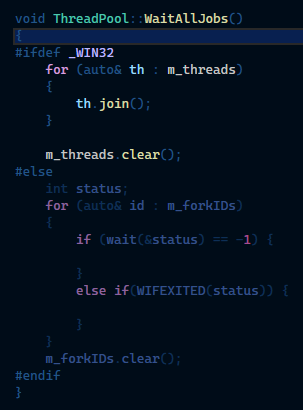 void ThreadPool::WaitAllJobs()
{
#ifdef _WIN32
    for (auto& th : m_threads)
    {
        th.join();
    }

    m_threads.clear();
#else
    int status;
    for (auto& id : m_forkIDs)
    {
        if (wait(&status) == -1) {

        }
        else if(WIFEXITED(status)) {

        }
    }
    m_forkIDs.clear();
#endif
}